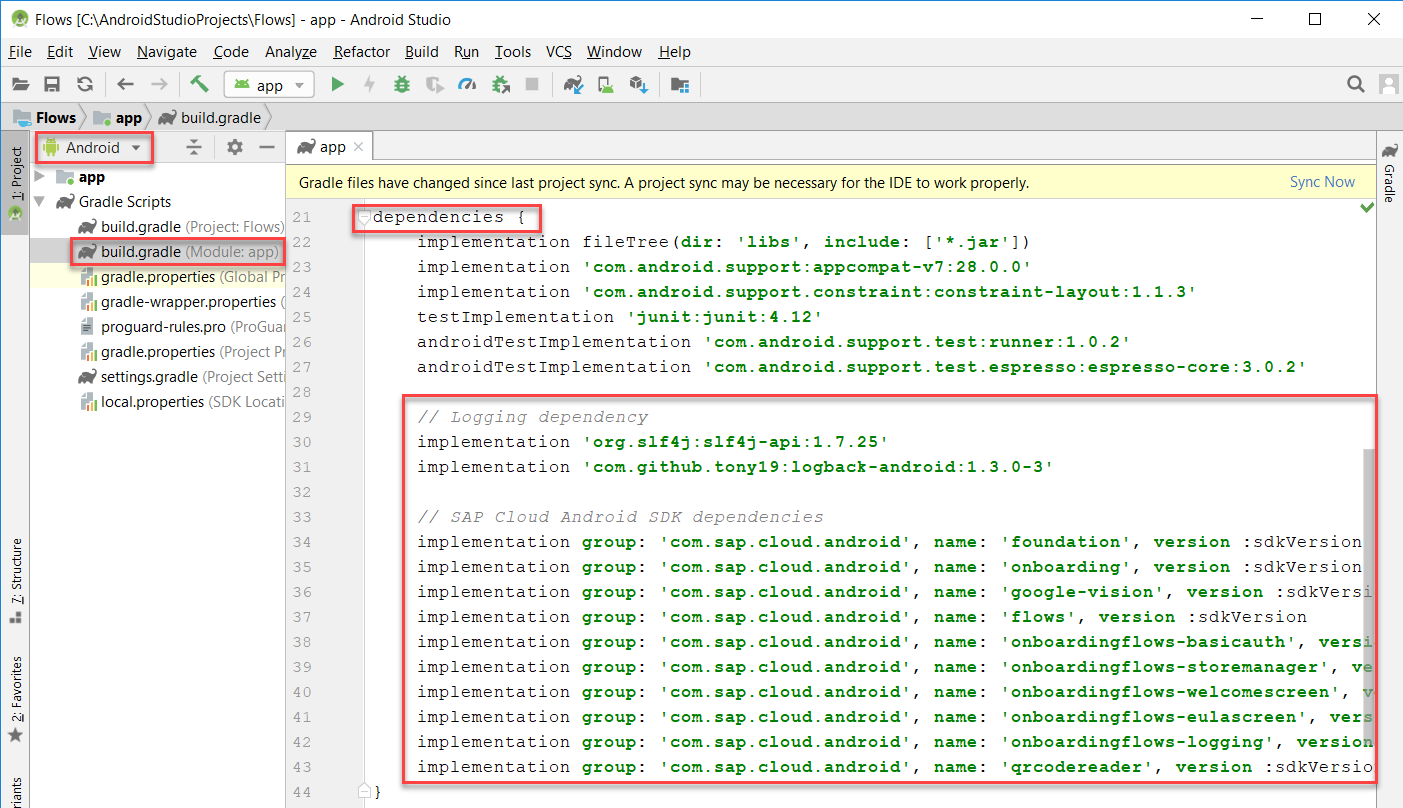 Flows [C:\AndroidStudioProjects\Flows] - app - Android Studio
File Edit View Navigate Code Analyze Refactor Build Run Tools VCS Window Help
app
Flows app build.gradle
Android
app
1: Project
Gradle
app
Gradle Scripts
build.gradle (Project: Flows)
build.gradle (Module: app)
gradle.properties (Global Pr
gradle-wrapper.properties (
proguard-rules.pro (ProGua
gradle.properties (Project Pr
settings.gradle (Project Setti
local.properties (SDK Locati
7: Structure
2: Favorites
riants
Gradle files have changed since last project sync. A project sync may be necessary for the IDE to work properly. Sync Now
21 dependencies {
22 implementation fileTree(dir: 'libs', include: ['*.jar'])
23 implementation 'com.android.support:appcompat-v7:28.0.0'
24 implementation 'com.android.support.constraint:constraint-layout:1.1.3'
25 testImplementation 'junit:junit:4.12'
26 androidTestImplementation 'com.android.support.test:runner:1.0.2'
27 androidTestImplementation 'com.android.support.test.espresso:espresso-core:3.0.2'
28
29 // Logging dependency
30 implementation 'org.slf4j:slf4j-api:1.7.25'
31 implementation 'com.github.tony19:logback-android:1.3.0-3'
32
33 // SAP Cloud Android SDK dependencies
34 implementation group: 'com.sap.cloud.android', name: 'foundation', version :sdkVersion
35 implementation group: 'com.sap.cloud.android', name: 'onboarding', version :sdkVersion
36 implementation group: 'com.sap.cloud.android', name: 'google-vision', version :sdkVersi
37 implementation group: 'com.sap.cloud.android', name: 'flows', version :sdkVersion
38 implementation group: 'com.sap.cloud.android', name: 'onboardingflows-basicauth', versi
39 implementation group: 'com.sap.cloud.android', name: 'onboardingflows-storemanager', ve
40 implementation group: 'com.sap.cloud.android', name: 'onboardingflows-welcomescreen', v
41 implementation group: 'com.sap.cloud.android', name: 'onboardingflows-eulascreen', vers
42 implementation group: 'com.sap.cloud.android', name: 'onboardingflows-logging', version
43 implementation group: 'com.sap.cloud.android', name: 'qrcodereader', version :sdkVersio
44 }